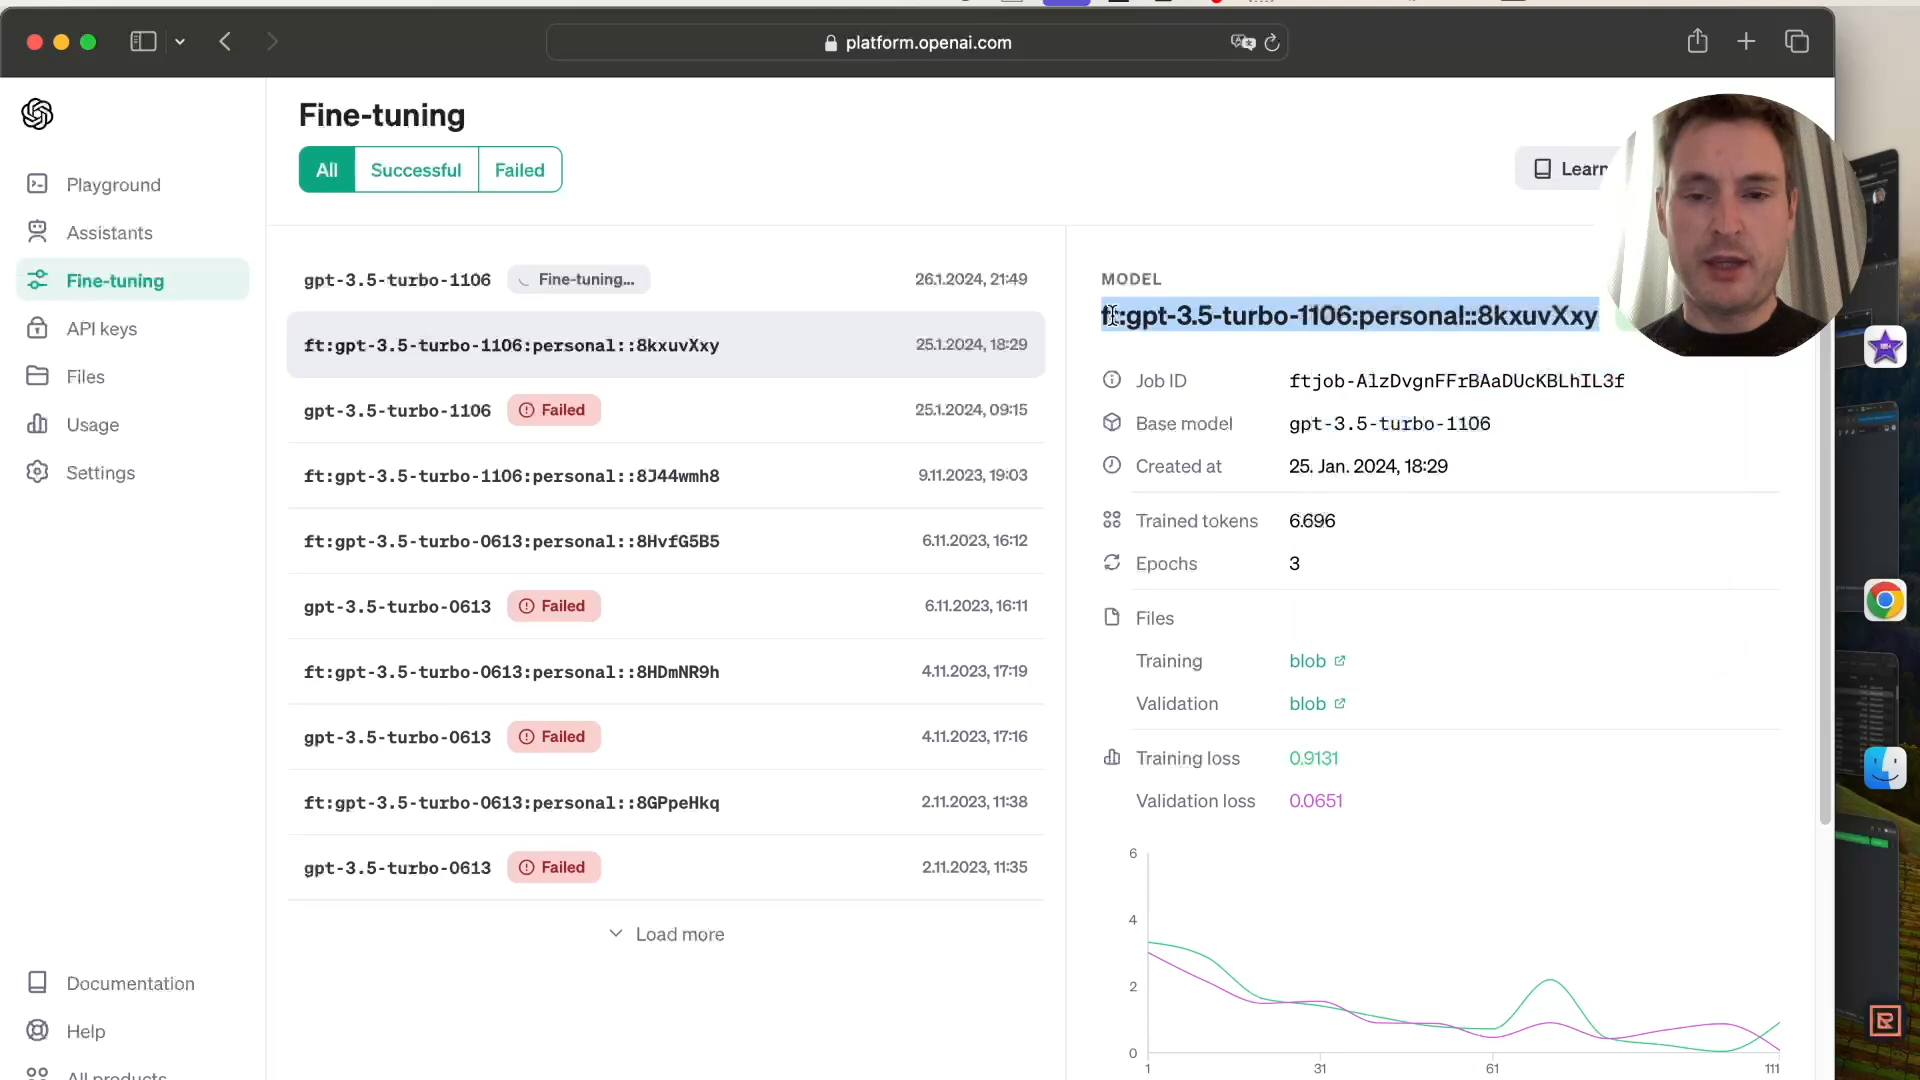 platform.openai.com
Fine-tuning
All
Successful
Failed
Learn
Playground
Assistants
Fine-tuning
API keys
Files
Usage
Settings
Documentation
Help
All products
gpt-3.5-turbo-1106 Fine-tuning... 26.1.2024, 21:49
ft:gpt-3.5-turbo-1106:personal::8kxuvXxy 25.1.2024, 18:29
gpt-3.5-turbo-1106 Failed 25.1.2024, 09:15
ft:gpt-3.5-turbo-1106:personal::8J44wmh8 9.11.2023, 19:03
ft:gpt-3.5-turbo-0613:personal::8HvfG5B5 6.11.2023, 16:12
gpt-3.5-turbo-0613 Failed 6.11.2023, 16:11
ft:gpt-3.5-turbo-0613:personal::8HDmNR9h 4.11.2023, 17:19
gpt-3.5-turbo-0613 Failed 4.11.2023, 17:16
ft:gpt-3.5-turbo-0613:personal::8GPpeHkq 2.11.2023, 11:38
gpt-3.5-turbo-0613 Failed 2.11.2023, 11:35
Load more
MODEL
ft:gpt-3.5-turbo-1106:personal::8kxuvXxy
Job ID ftjob-AlzDvgnFFrBAaDUcKBLhIL3f
Base model gpt-3.5-turbo-1106
Created at 25. Jan. 2024, 18:29
Trained tokens 6.696
Epochs 3
Files
Training blob
Validation blob
Training loss 0.9131
Validation loss 0.0651
6
4
2
0
1 31 61 111